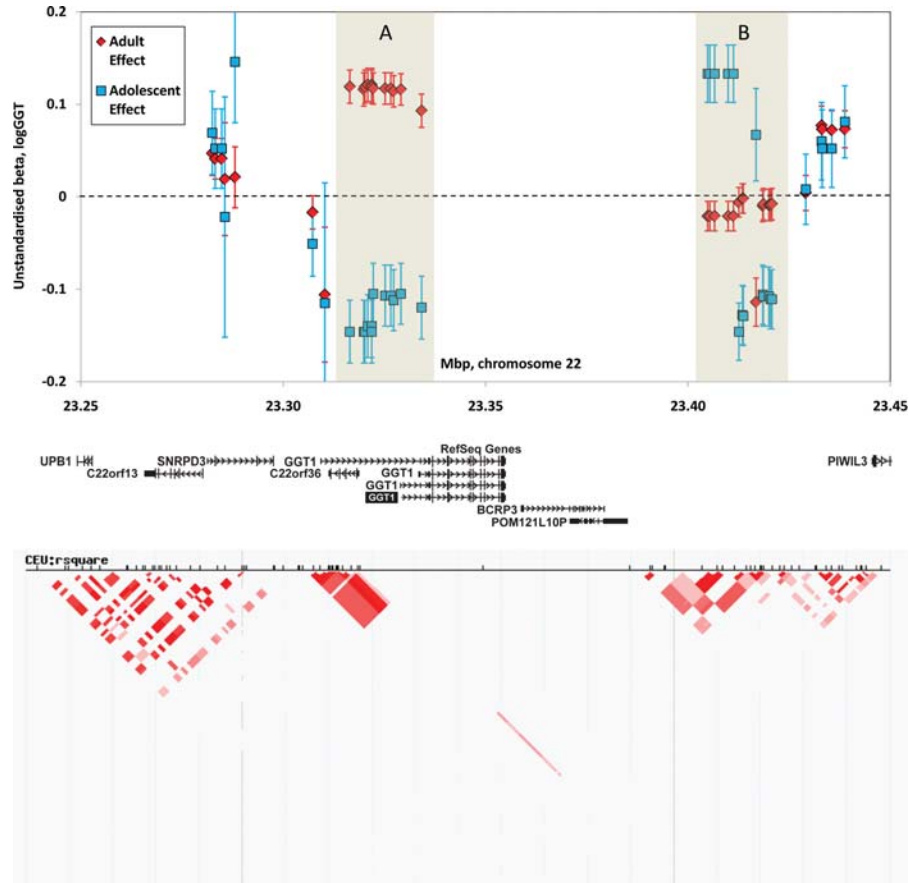 0.2
0.1
0
-0.1
-0.2
Unstandardised beta, logGGT
Adult
Effect
Adolescent
Effect
A
B
Mbp, chromosome 22
23.25
23.30
23.35
23.40
23.45
RefSeq Genes
UPB1
SNRPD3
GGT1
PIWIL3
C22orf13
C22orf36
GGT1
GGT1
GGT1
BCRP3
POM121L10P
CEU:rsquare